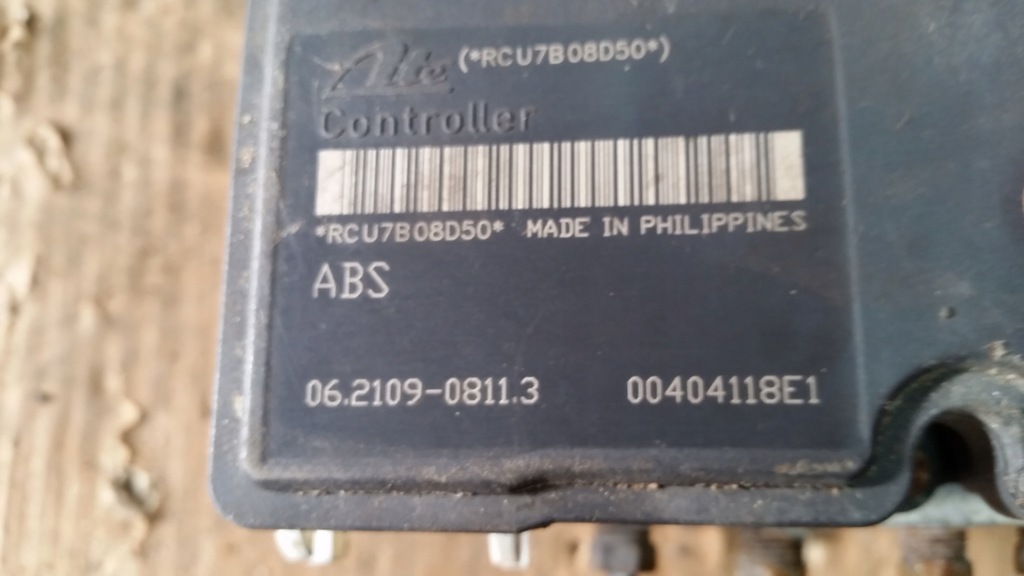 Ate (*RCU7B08D50*)
Controller
*RCU7B08D50* MADE IN PHILIPPINES
ABS
06.2109-0811.3 00404118E1